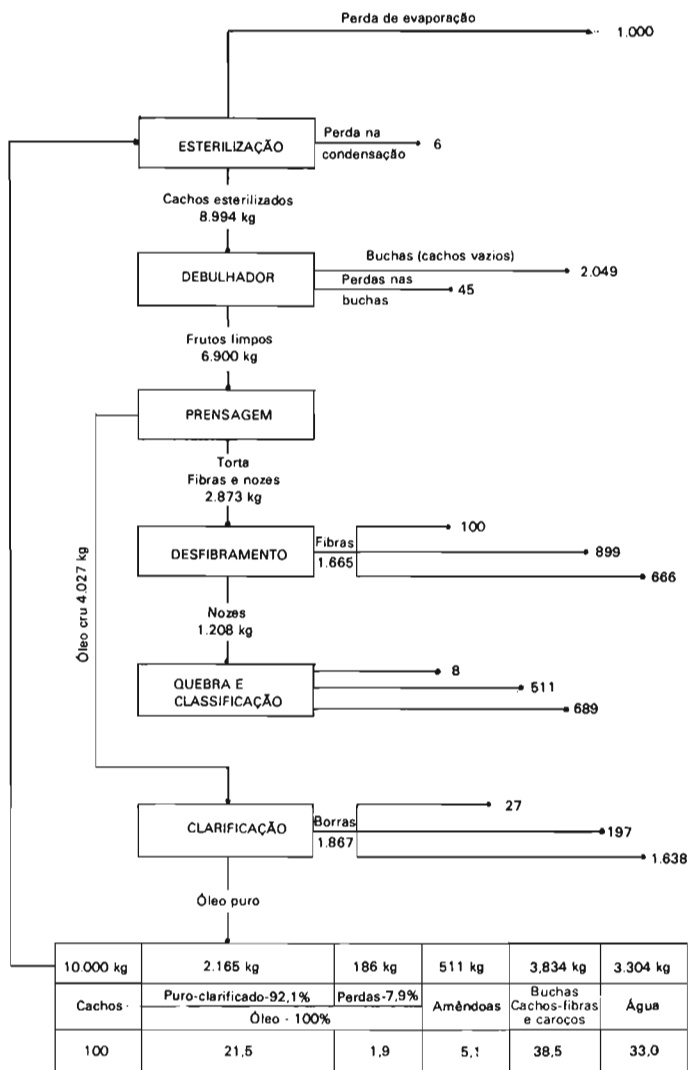 Perda de evaporação
1.000
ESTERILIZAÇÃO
Perda na
condensação
6
Cachos esterilizados
8.994 kg
DEBULHADOR
Buchas (cachos vazios)
2.049
Perdas nas
buchas
45
Frutos limpos
6.900 kg
PRENSAGEM
Torta
Fibras e nozes
2.873 kg
Óleo cru 4.027 kg
DESFIBRAMENTO
Fibras
1.665
100
899
666
Nozes
1.208 kg
QUEBRA E
CLASSIFICAÇÃO
8
511
689
CLARIFICAÇÃO
Borras
1.867
27
197
1.638
Óleo puro
10.000 kg 2.165 kg 186 kg 511 kg 3,834 kg 3.304 kg
Cachos Puro-clarificado-92,1% Perdas-7,9% Amêndoas Buchas Água
Óleo - 100% Cachos-fibras
e caroços
100 21,5 1,9 5,1 38,5 33,0